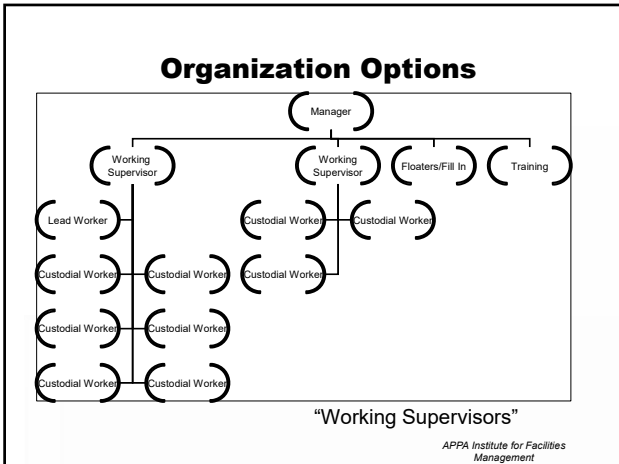 Organization Options
Manager
Working
Supervisor
Working
Supervisor
Floaters/Fill In
Training
Lead Worker
Custodial Worker
Custodial Worker
Custodial Worker
Custodial Worker
Custodial Worker
Custodial Worker
Custodial Worker
Custodial Worker
Custodial Worker
“Working Supervisors”
APPA Institute for Facilities
Management